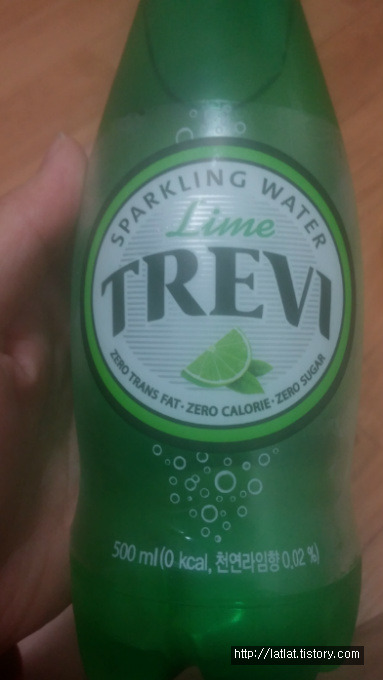 SPARKLING WATER
Lime
TREVI
ZERO TRANS FAT · ZERO CALORIE · ZERO SUGAR
500 ml (0 kcal, 천연라임향 0.02 %)
http://latlat.tistory.com